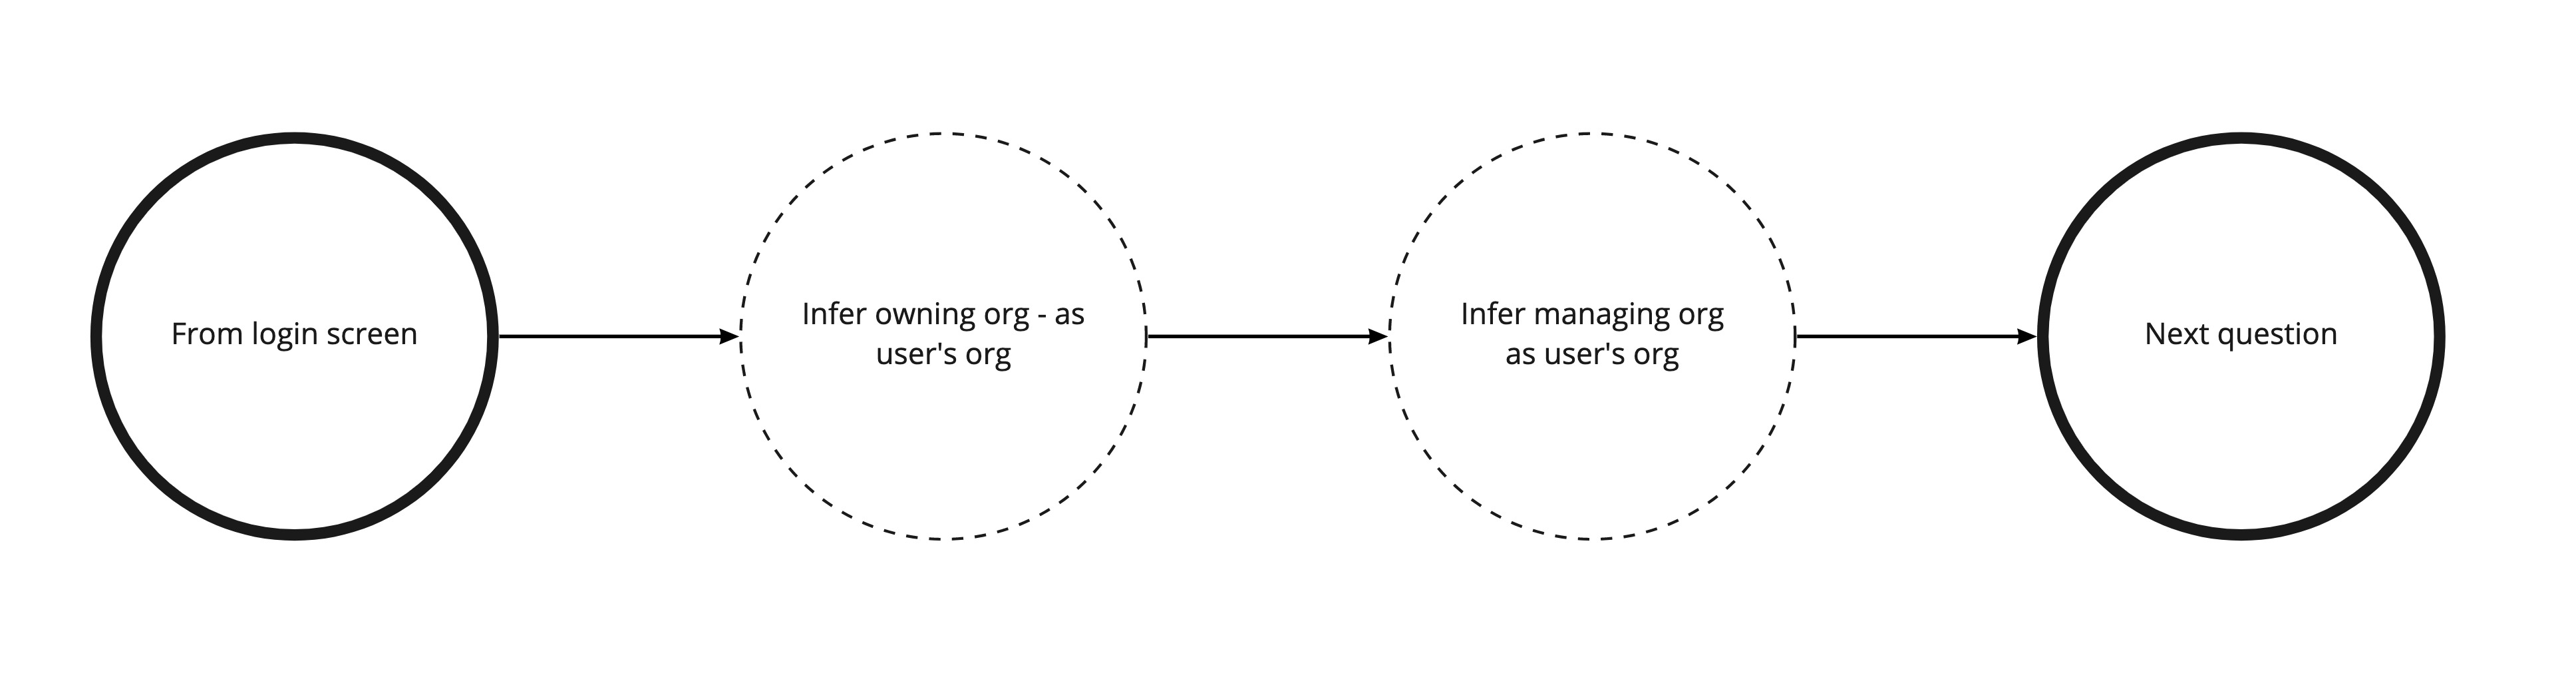 From login screen
Infer owning org - as
user's org
Infer managing org
as user's org
Next question